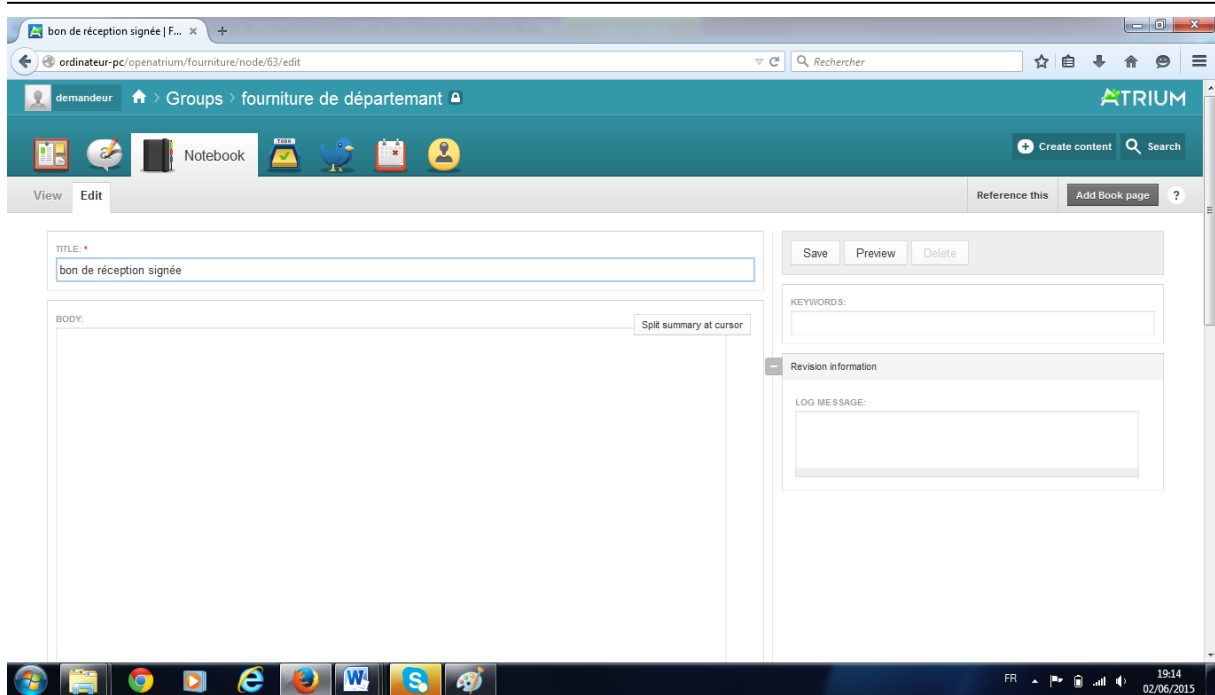 bon de réception signée | F... × +
ordinateur-pc/openatrium/fourniture/node/63/edit
Rechercher
demandeur > Groups > fourniture de départemant
ATRIUM
Notebook
TODO
Create content
Search
View
Edit
Reference this
Add Book page
?
TITLE: *
bon de réception signée
Save
Preview
Delete
BODY:
Split summary at cursor
KEYWORDS:
Revision information
LOG MESSAGE:
FR
19:14
02/06/2015